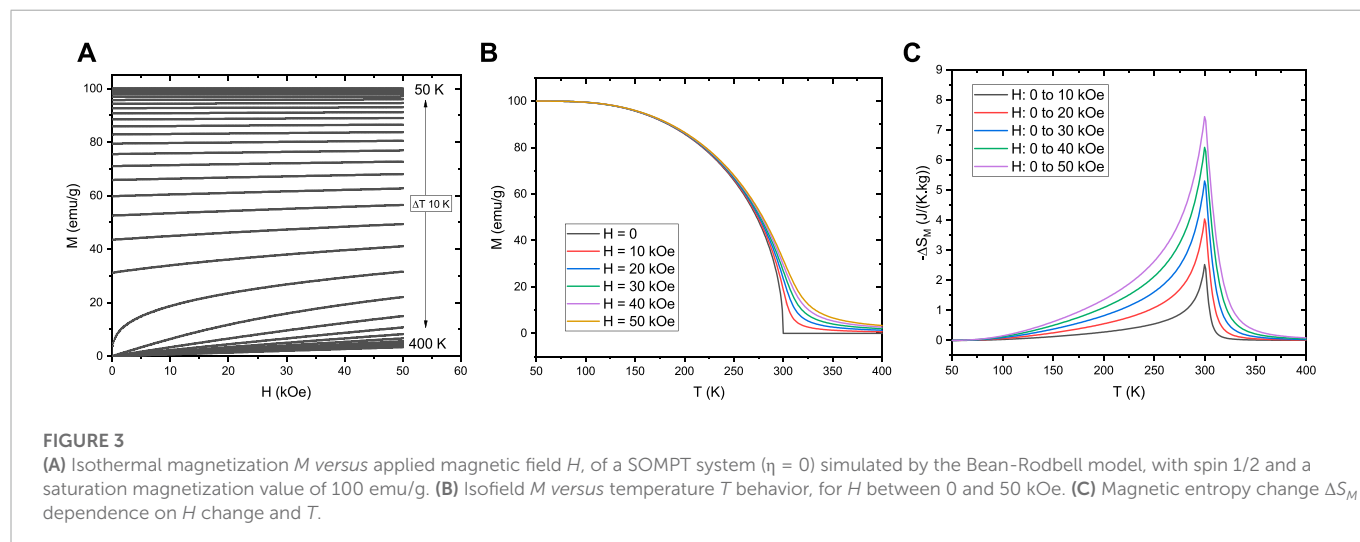 A
100
80
60
40
20
0
M (emu/g)
0
10
20
30
40
50
60
H (kOe)
50 K
ΔT 10 K
400 K
B
100
80
60
40
20
0
M (emu/g)
H = 0
H = 10 kOe
H = 20 kOe
H = 30 kOe
H = 40 kOe
H = 50 kOe
100
150
200
250
300
350
400
T (K)
C
9
8
7
6
5
4
3
2
1
0
-1
-ΔS_M (J/(K.kg))
H: 0 to 10 kOe
H: 0 to 20 kOe
H: 0 to 30 kOe
H: 0 to 40 kOe
H: 0 to 50 kOe
50
100
150
200
250
300
350
400
T (K)
FIGURE 3
(A) Isothermal magnetization M versus applied magnetic field H, of a SOMPT system (η = 0) simulated by the Bean-Rodbell model, with spin 1/2 and a
saturation magnetization value of 100 emu/g. (B) Isofield M versus temperature T behavior, for H between 0 and 50 kOe. (C) Magnetic entropy change ΔS_M
dependence on H change and T.